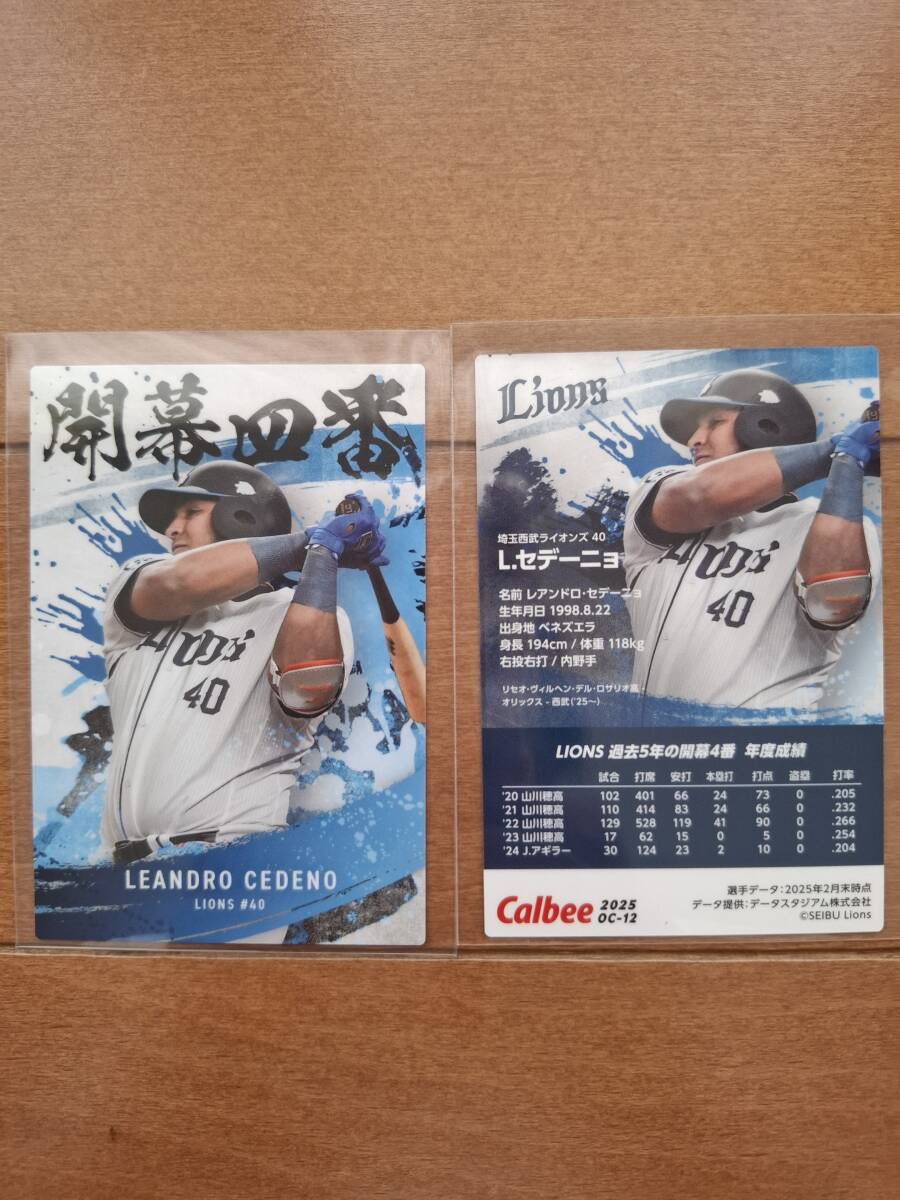 開幕四番
Lions
40
LEANDRO CEDENO
LIONS #40
Lions
埼玉西武ライオンズ 40
L.セデーニョ
名前 レアンドロ・セデーニョ
生年月日 1998.8.22
出身地 ベネズエラ
身長 194cm / 体重 118kg
右投右打 / 内野手
リセオ・ヴィルヘン・デル・ロサリオ高
オリックス - 西武('25~)
Lions
40
LIONS 過去5年の開幕4番 年度成績
試合 打席 安打 本塁打 打点 盗塁 打率
'20 山川穂高 102 401 66 24 73 0 .205
'21 山川穂高 110 414 83 24 66 0 .232
'22 山川穂高 129 528 119 41 90 0 .266
'23 山川穂高 17 62 15 0 5 0 .254
'24 J.アギラー 30 124 23 2 10 0 .204
Calbee 2025
OC-12
選手データ:2025年2月末時点
データ提供:データスタジアム株式会社
©SEIBU Lions